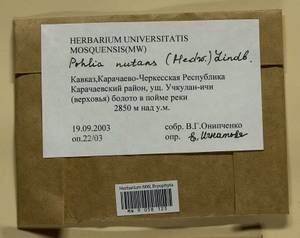 HERBARIUM UNIVERSITATIS
MOSQUENSIS(MW)
Pohlia nutans (Hedw.) Lindb.
Кавказ,Карачаево-Черкесская Республика
Карачаевский район, ущ. Учкулан-ичи
(верховья) болото в пойме реки
2850 м над у.м.
19.09.2003 собр. В.Г.Онипченко
оп.22/03 опр. Е. Игнатова
Herbarium MW, Bryophyta